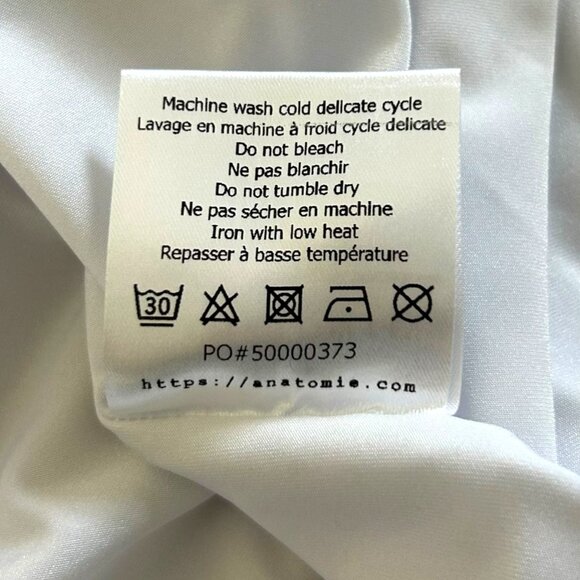 Machine wash cold delicate cycle
Lavage en machine à froid cycle delicate
Do not bleach
Ne pas blanchir
Do not tumble dry
Ne pas sécher en machine
Iron with low heat
Repasser à basse température
30
PO#50000373
https://anatomie.com